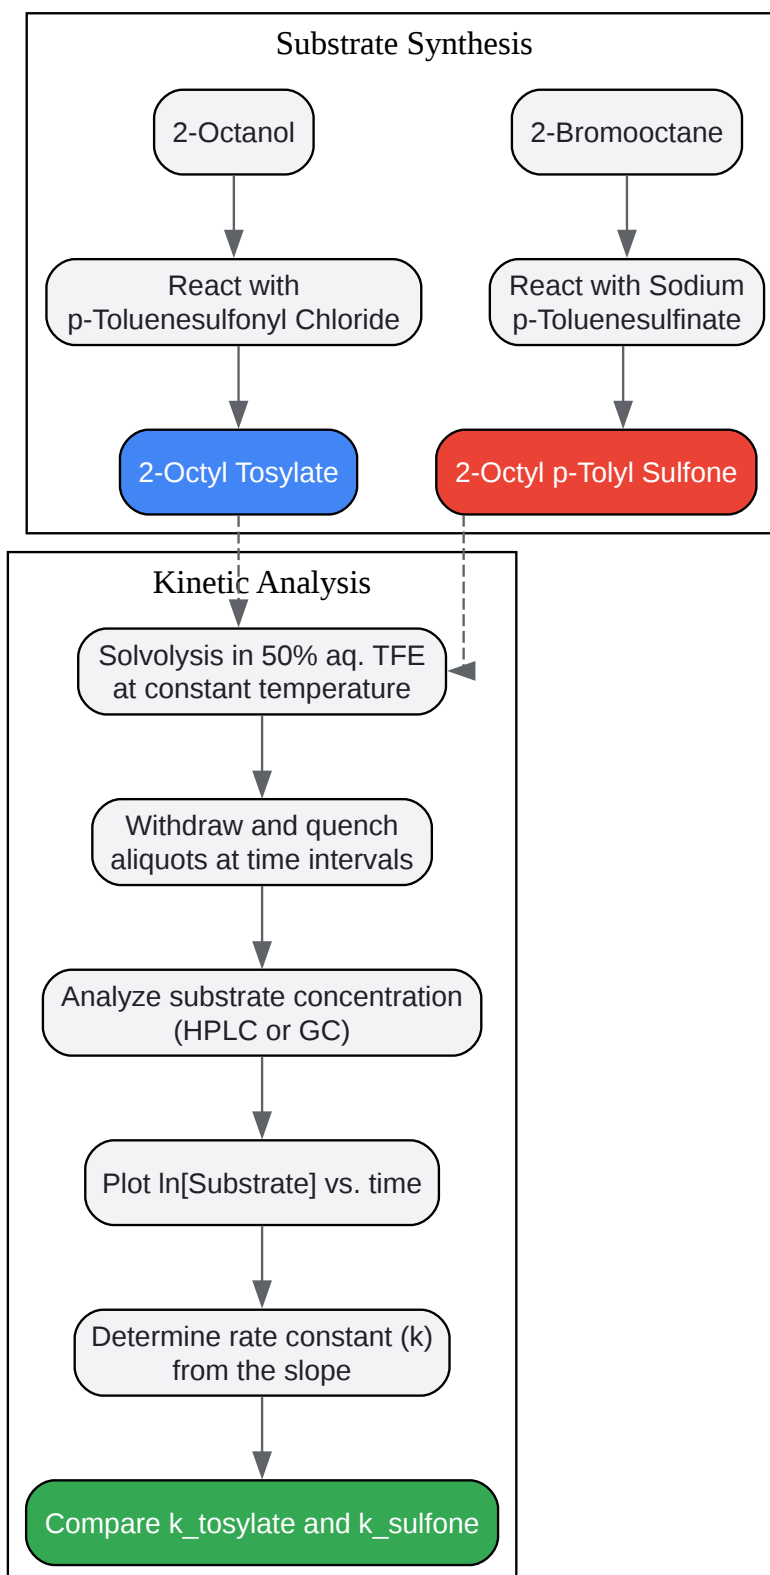 Substrate Synthesis
2-Octanol
2-Bromooctane
React with
p-Toluenesulfonyl Chloride
React with Sodium
p-Toluenesulfinate
2-Octyl Tosylate
2-Octyl p-Tolyl Sulfone
Kinetic Analysis
Solvolysis in 50% aq. TFE
at constant temperature
Withdraw and quench
aliquots at time intervals
Analyze substrate concentration
(HPLC or GC)
Plot ln[Substrate] vs. time
Determine rate constant (k)
from the slope
Compare k_tosylate and k_sulfone